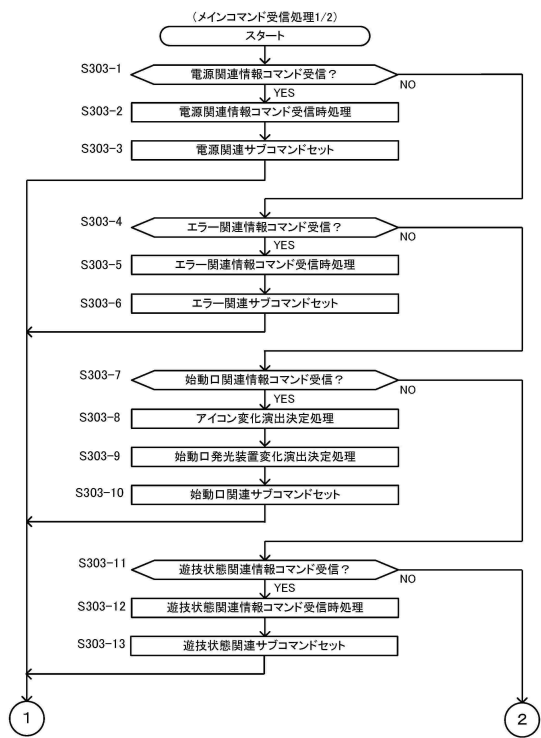 (メインコマンド受信処理1/2)
スタート
S303-1
電源関連情報コマンド受信?
NO
YES
S303-2
電源関連情報コマンド受信時処理
S303-3
電源関連サブコマンドセット
S303-4
エラー関連情報コマンド受信?
NO
YES
S303-5
エラー関連情報コマンド受信時処理
S303-6
エラー関連サブコマンドセット
S303-7
始動口関連情報コマンド受信?
NO
YES
S303-8
アイコン変化演出決定処理
S303-9
始動口発光装置変化演出決定処理
S303-10
始動口関連サブコマンドセット
S303-11
遊技状態関連情報コマンド受信?
NO
YES
S303-12
遊技状態関連情報コマンド受信時処理
S303-13
遊技状態関連サブコマンドセット
1
2